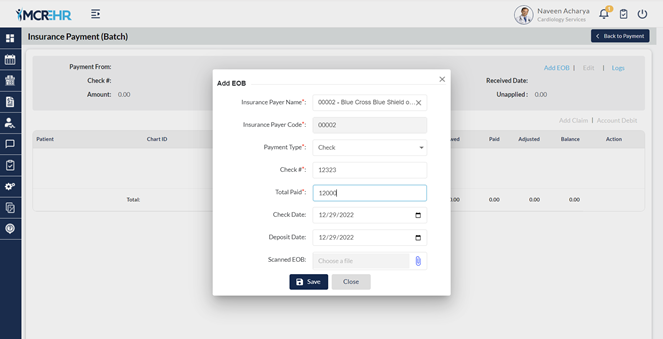 MCREHR
Naveen Acharya
Cardiology Services
Insurance Payment (Batch)
Back to Payment
Payment From:
Add EOB | Edit | Logs
Check #:
Received Date:
Amount: 0.00
Unapplied : 0.00
Add Claim | Account Debit
Patient Chart ID Paid Adjusted Balance Action
Total: 0.00 0.00 0.00
Add EOB
Insurance Payer Name*: 00002 - Blue Cross Blue Shield o...
Insurance Payer Code*: 00002
Payment Type*: Check
Check #*: 12323
Total Paid*: 12000
Check Date: 12/29/2022
Deposit Date: 12/29/2022
Scanned EOB: Choose a file
Save Close